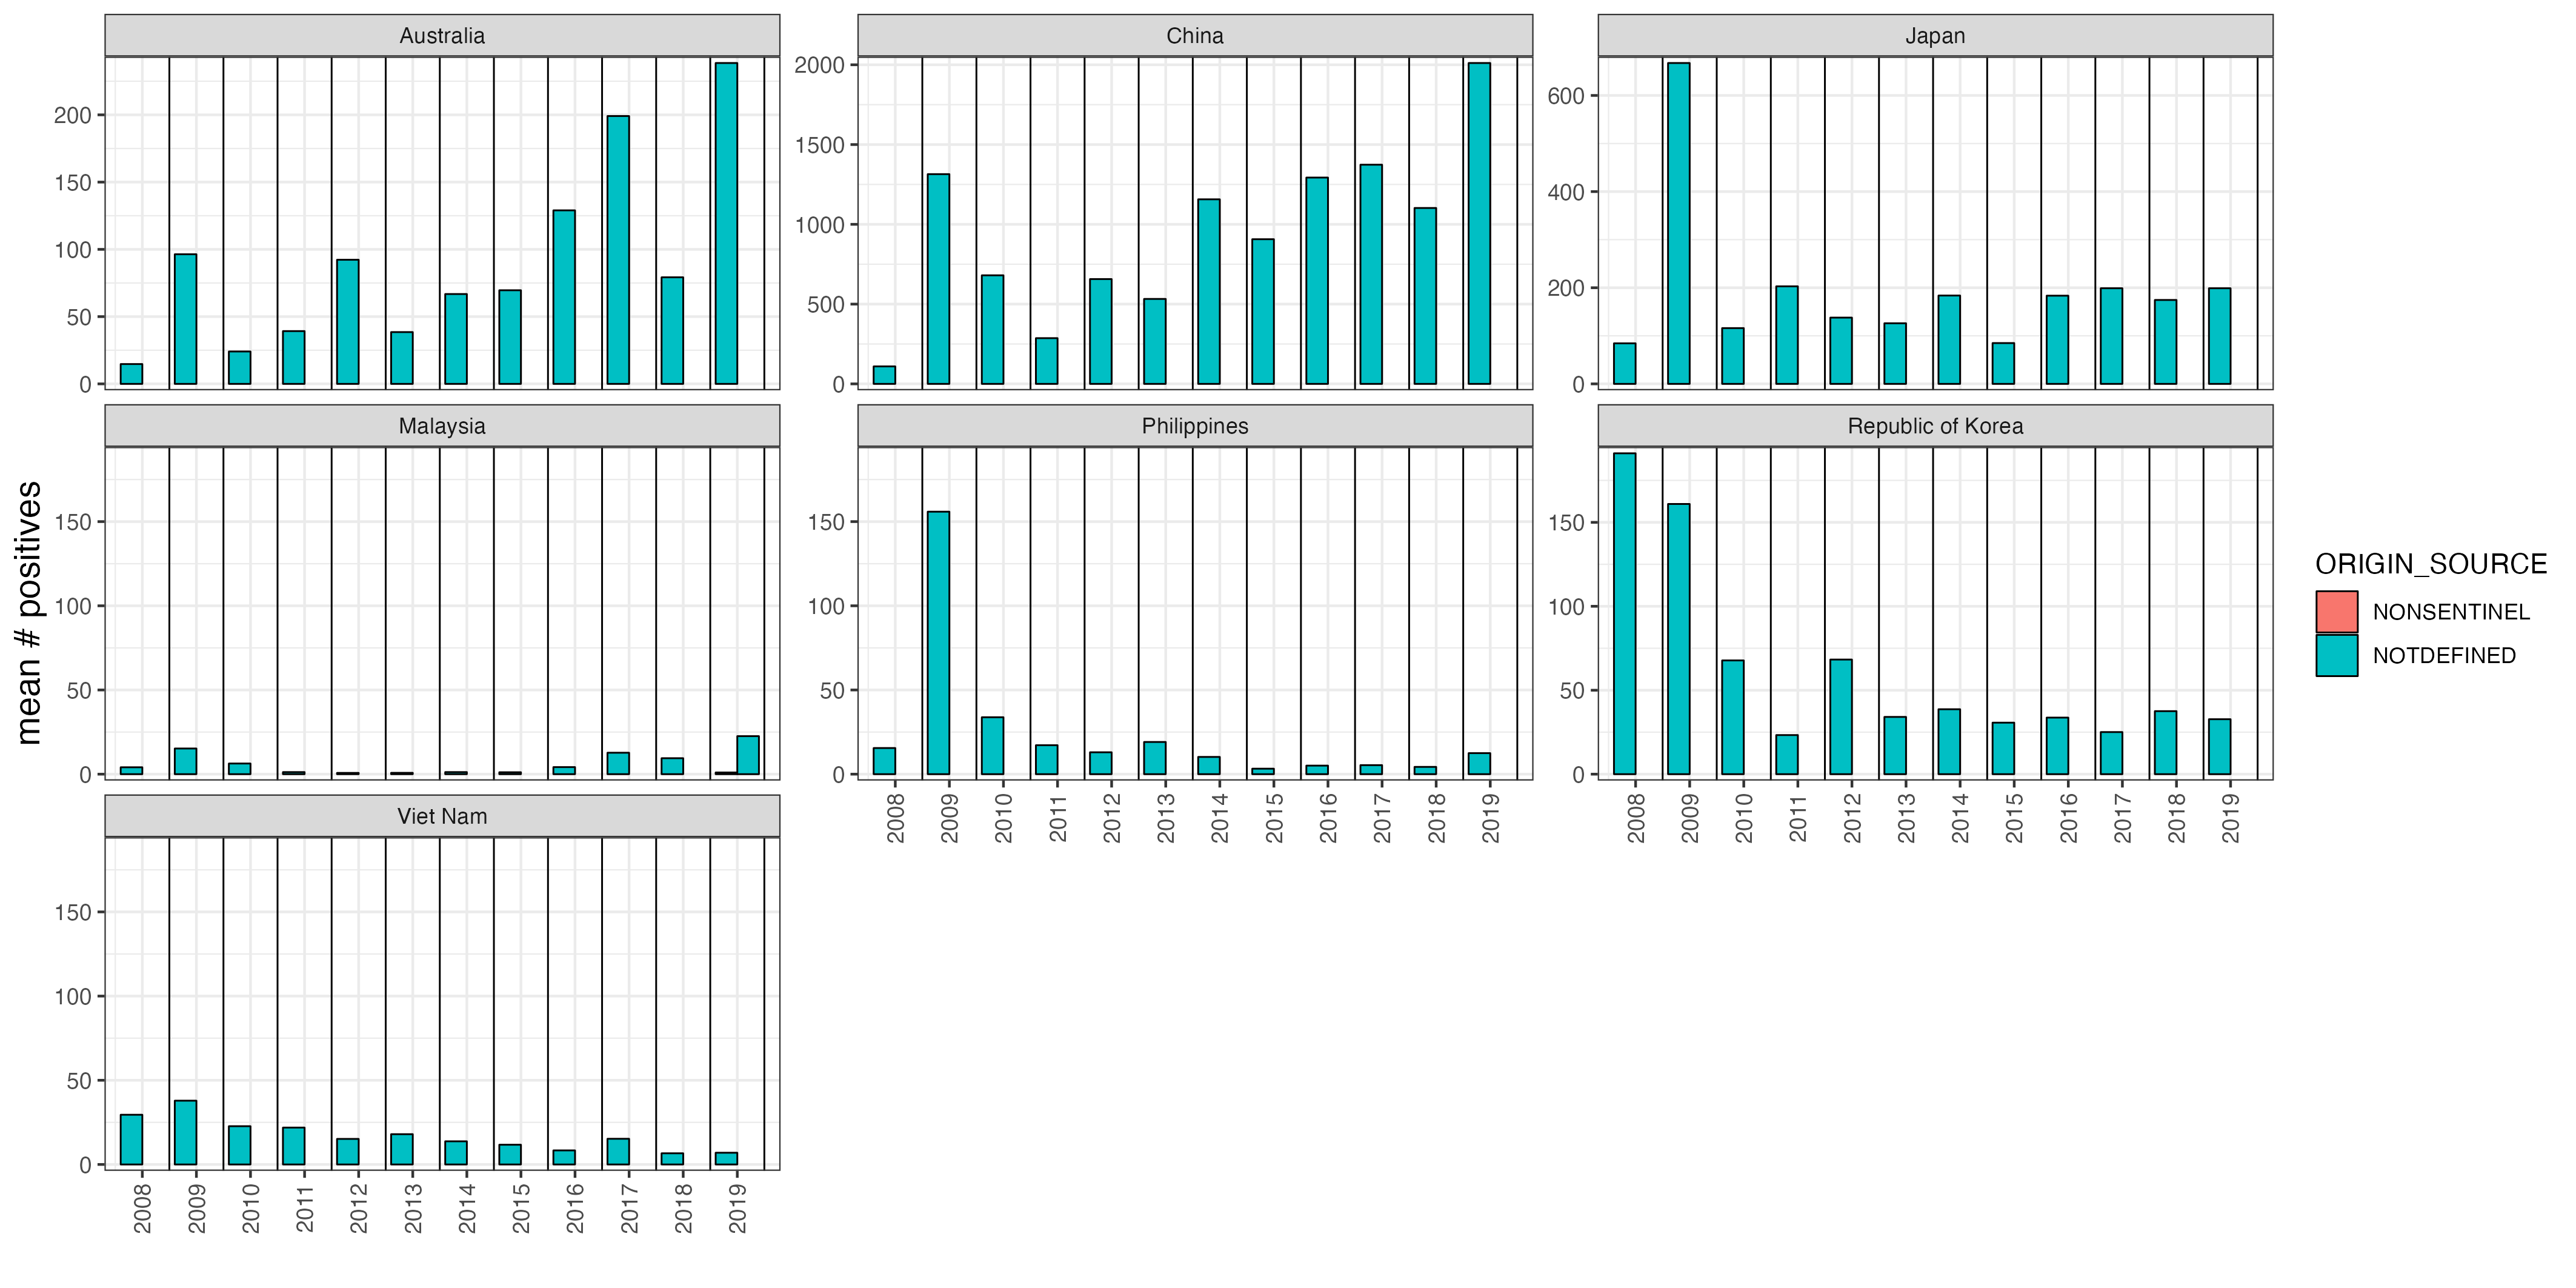 Australia
China
Japan
200
150
100
50
0
2000
1500
1000
500
0
600
400
200
0
Malaysia
Philippines
Republic of Korea
mean # positives
150
100
50
0
150
100
50
0
150
100
50
0
2008 2009 2010 2011 2012 2013 2014 2015 2016 2017 2018 2019
2008 2009 2010 2011 2012 2013 2014 2015 2016 2017 2018 2019
ORIGIN_SOURCE
NONSENTINEL
NOTDEFINED
Viet Nam
150
100
50
0
2008 2009 2010 2011 2012 2013 2014 2015 2016 2017 2018 2019